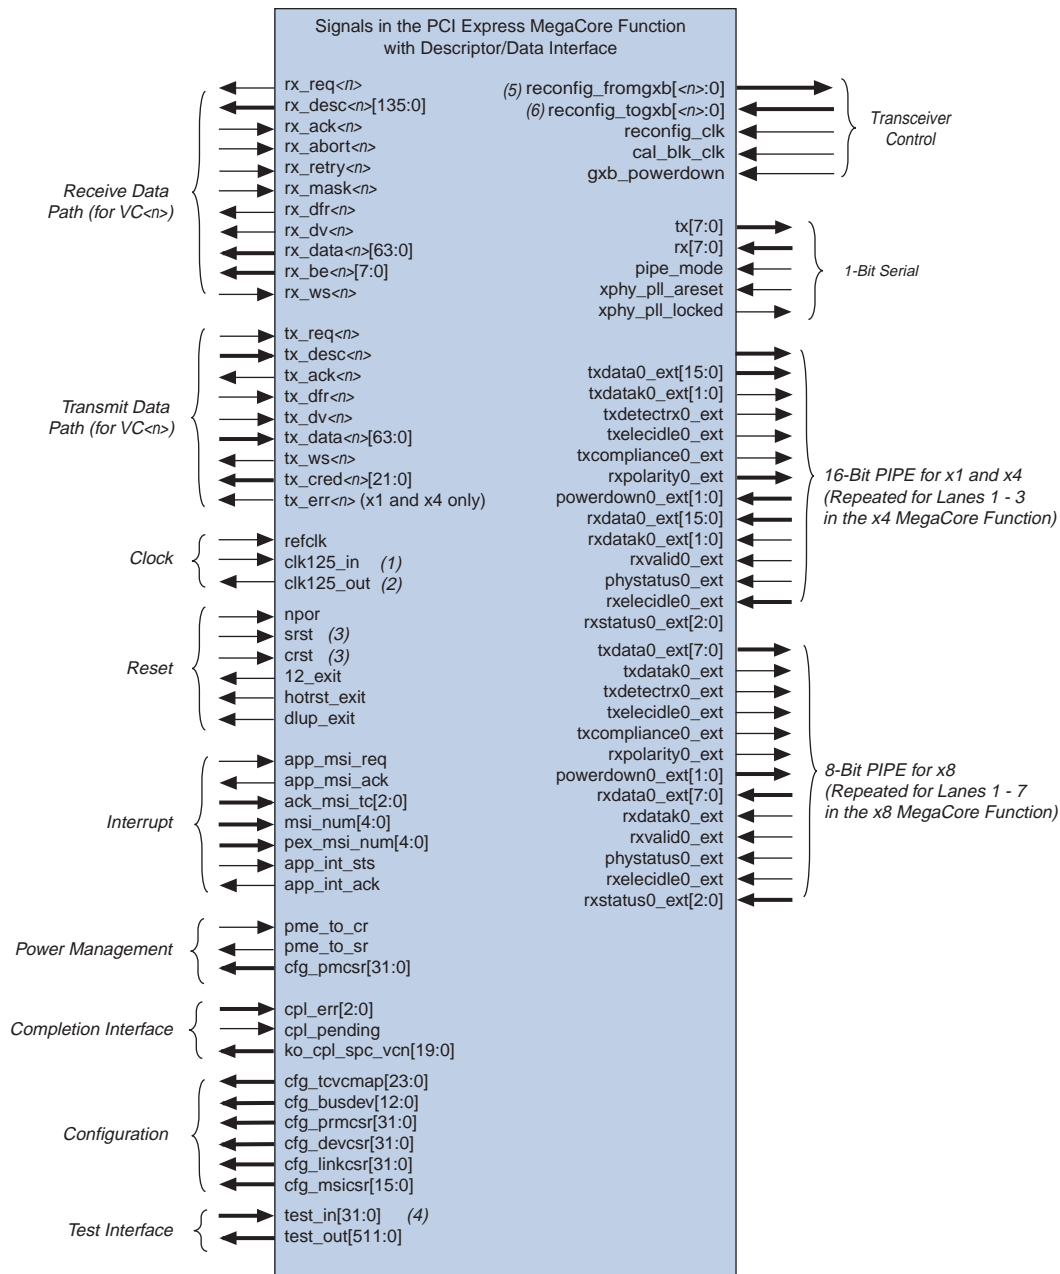 Signals in the PCI Express MegaCore Function
with Descriptor/Data Interface
Receive Data
Path (for VC<n>)
rx_req<n>
rx_desc<n>[135:0]
rx_ack<n>
rx_abort<n>
rx_retry<n>
rx_mask<n>
rx_dfr<n>
rx_dv<n>
rx_data<n>[63:0]
rx_be<n>[7:0]
rx_ws<n>
Transmit Data
Path (for VC<n>)
tx_req<n>
tx_desc<n>
tx_ack<n>
tx_dfr<n>
tx_dv<n>
tx_data<n>[63:0]
tx_ws<n>
tx_cred<n>[21:0]
tx_err<n> (x1 and x4 only)
Clock
refclk
clk125_in (1)
clk125_out (2)
Reset
npor
srst (3)
crst (3)
12_exit
hotrst_exit
dlup_exit
Interrupt
app_msi_req
app_msi_ack
ack_msi_tc[2:0]
msi_num[4:0]
pex_msi_num[4:0]
app_int_sts
app_int_ack
Power Management
pme_to_cr
pme_to_sr
cfg_pmcsr[31:0]
Completion Interface
cpl_err[2:0]
cpl_pending
ko_cpl_spc_vcn[19:0]
Configuration
cfg_tcvcmap[23:0]
cfg_busdev[12:0]
cfg_prmcsr[31:0]
cfg_devcsr[31:0]
cfg_linkcsr[31:0]
cfg_msicsr[15:0]
Test Interface
test_in[31:0] (4)
test_out[511:0]
(5) reconfig_fromgxb[<n>:0]
(6) reconfig_togxb[<n>:0]
reconfig_clk
cal_blk_clk
gxb_powerdown
Transceiver
Control
tx[7:0]
rx[7:0]
pipe_mode
xphy_pll_areset
xphy_pll_locked
1-Bit Serial
txdata0_ext[15:0]
txdatak0_ext[1:0]
txdetectrx0_ext
txelecidle0_ext
txcompliance0_ext
rxpolarity0_ext
powerdown0_ext[1:0]
rxdata0_ext[15:0]
rxdatak0_ext[1:0]
rxvalid0_ext
phystatus0_ext
rxelecidle0_ext
rxstatus0_ext[2:0]
16-Bit PIPE for x1 and x4
(Repeated for Lanes 1 - 3
in the x4 MegaCore Function)
txdata0_ext[7:0]
txdatak0_ext
txdetectrx0_ext
txelecidle0_ext
txcompliance0_ext
rxpolarity0_ext
powerdown0_ext[1:0]
rxdata0_ext[7:0]
rxdatak0_ext
rxvalid0_ext
phystatus0_ext
rxelecidle0_ext
rxstatus0_ext[2:0]
8-Bit PIPE for x8
(Repeated for Lanes 1 - 7
in the x8 MegaCore Function)